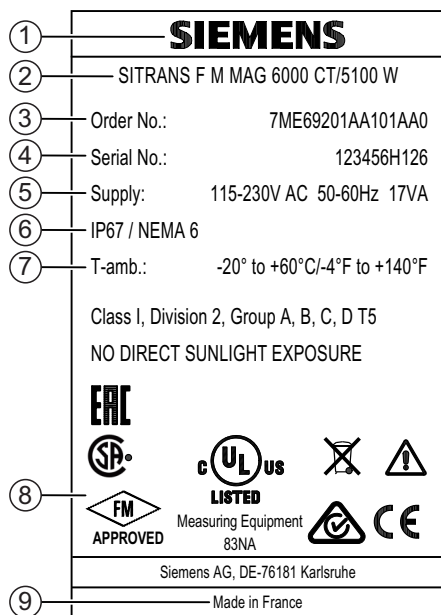 1 SIEMENS
2 SITRANS F M MAG 6000 CT/5100 W
3 Order No.: 7ME69201AA101AA0
4 Serial No.: 123456H126
5 Supply: 115-230V AC 50-60Hz 17VA
6 IP67 / NEMA 6
7 T-amb.: -20° to +60°C/-4°F to +140°F
Class I, Division 2, Group A, B, C, D T5
NO DIRECT SUNLIGHT EXPOSURE
EAC
SA
C UL US
LISTED
8 FM
APPROVED
Measuring Equipment
83NA
CE
Siemens AG, DE-76181 Karlsruhe
9 Made in France